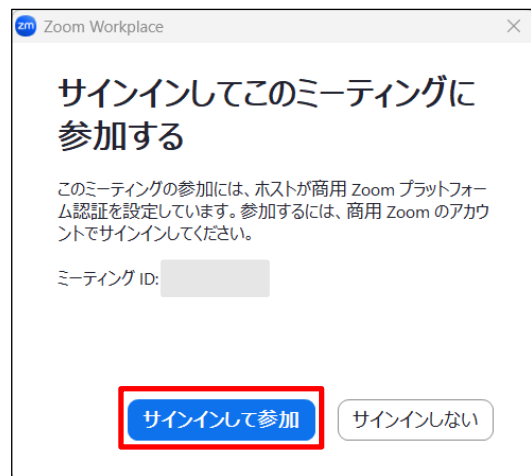 zm Zoom Workplace
サインインしてこのミーティングに
参加する
このミーティングの参加には、ホストが商用 Zoom プラットフォー
ム認証を設定しています。参加するには、商用 Zoom のアカウ
ントでサインインしてください。
ミーティング ID:
サインインして参加 サインインしない